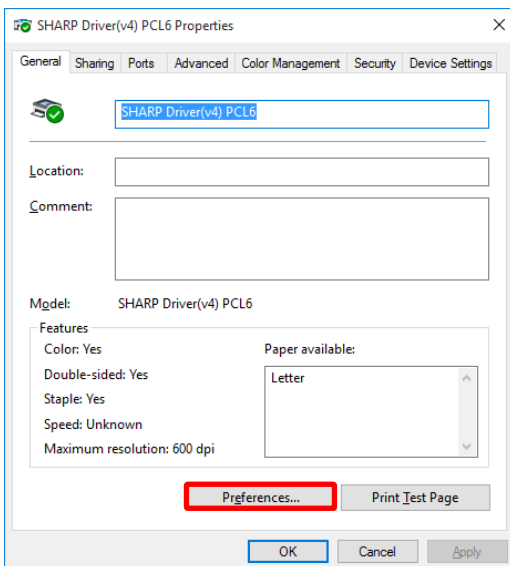 SHARP Driver(v4) PCL6 Properties
General Sharing Ports Advanced Color Management Security Device Settings
SHARP Driver(v4) PCL6
Location:
Comment:
Model: SHARP Driver(v4) PCL6
Features
Color: Yes
Paper available:
Double-sided: Yes
Letter
Staple: Yes
Speed: Unknown
Maximum resolution: 600 dpi
Preferences... Print Test Page
OK Cancel Apply